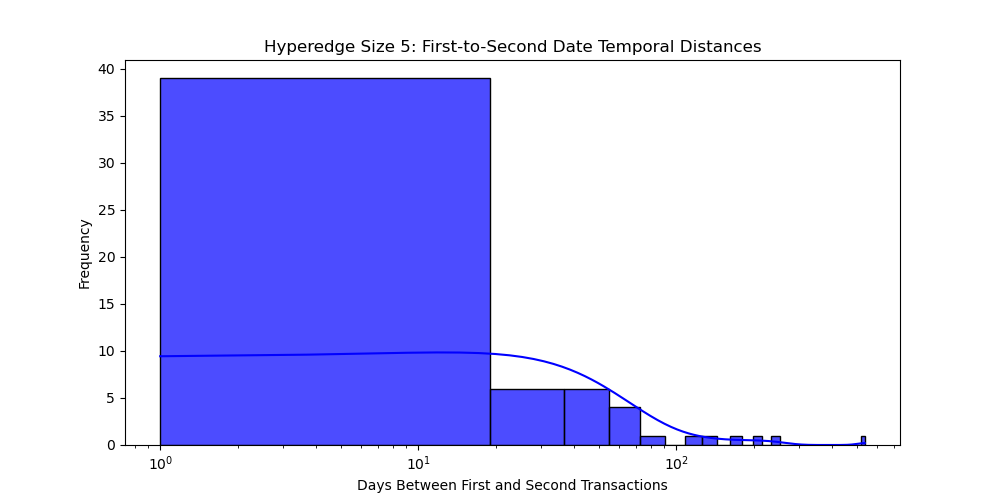 Hyperedge Size 5: First-to-Second Date Temporal Distances
40
35
30
25
20
15
10
5
0
Frequency
10⁰ 10¹ 10²
Days Between First and Second Transactions